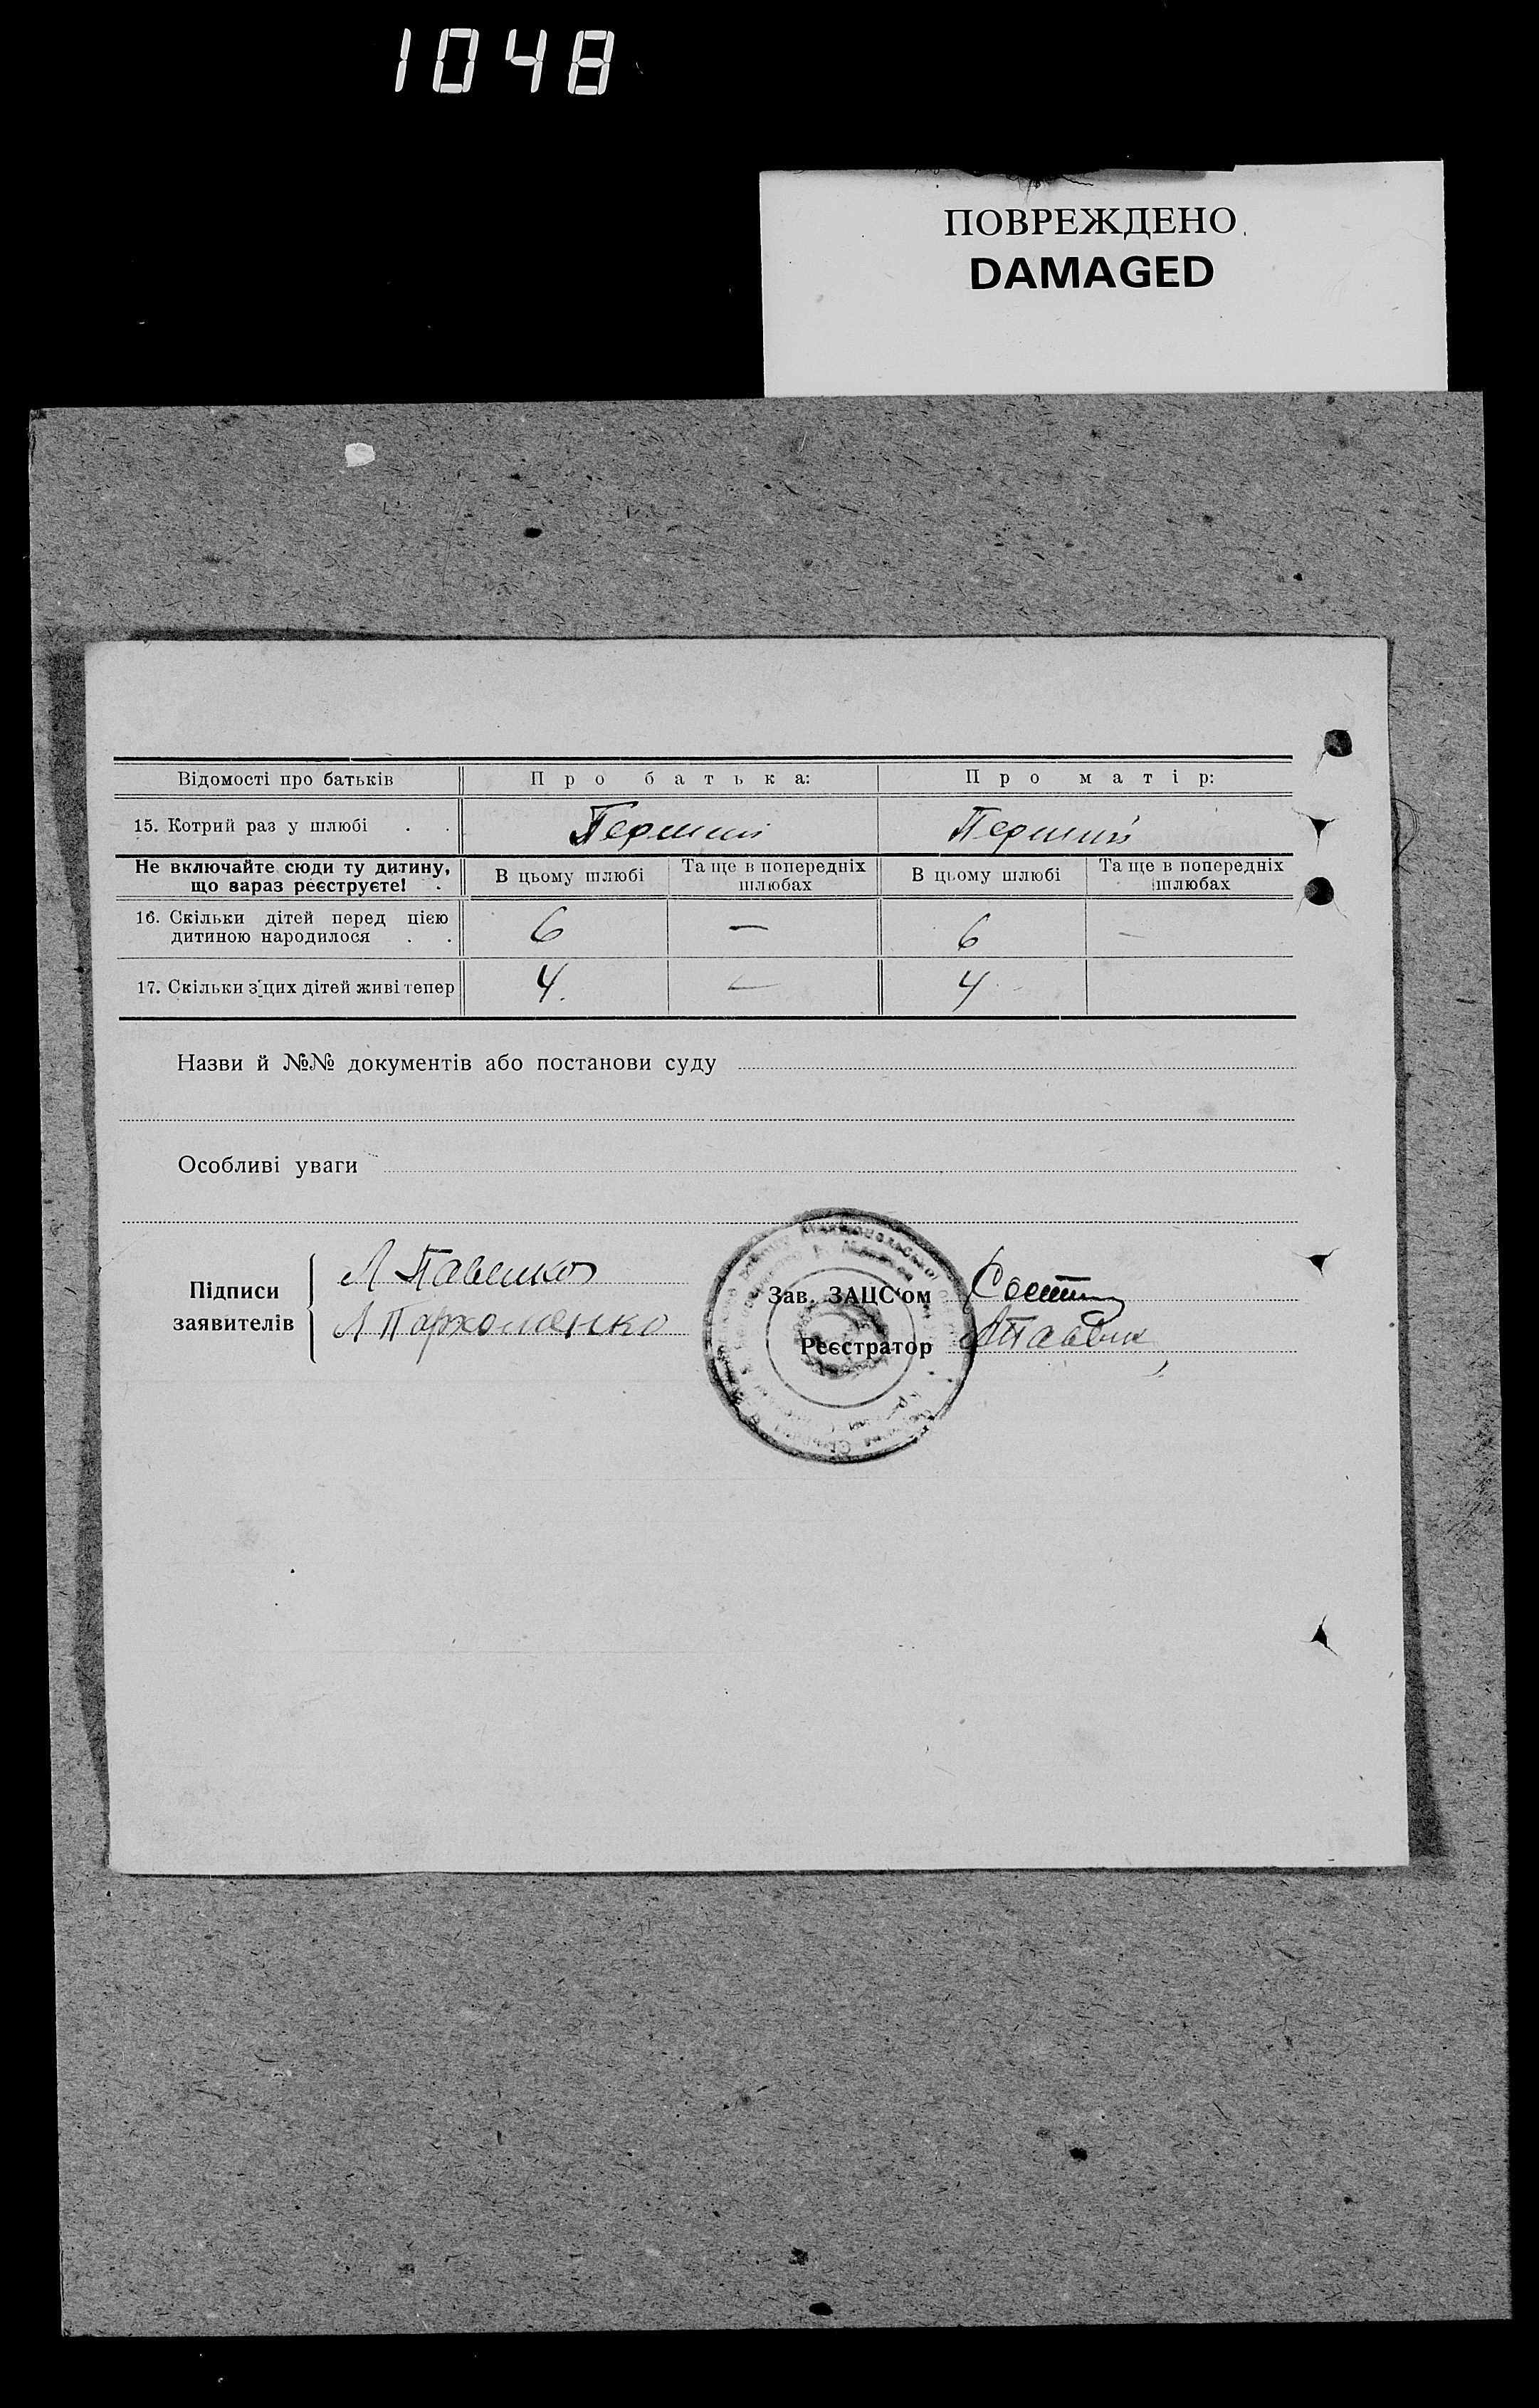 1048
ПОВРЕЖДЕНО
DAMAGED
Відомості про батьків Про батька: Про матір:
15. Котрий раз у шлюбі . . Перший Перший
Не включайте сюди ту дитину, що зараз реєструєте! В цьому шлюбі Та ще в попередніх шлюбах В цьому шлюбі Та ще в попередніх шлюбах
16. Скільки дітей перед цією
дитиною народилося . . 6 — 6 —
17. Скільки з цих дітей живі тепер 4. — 4
Назви й №№ документів або постанови суду
Особливі уваги
Підписи
заявителів
Л Пархоменко
Зав. ЗАЦС'ом
Реєстратор